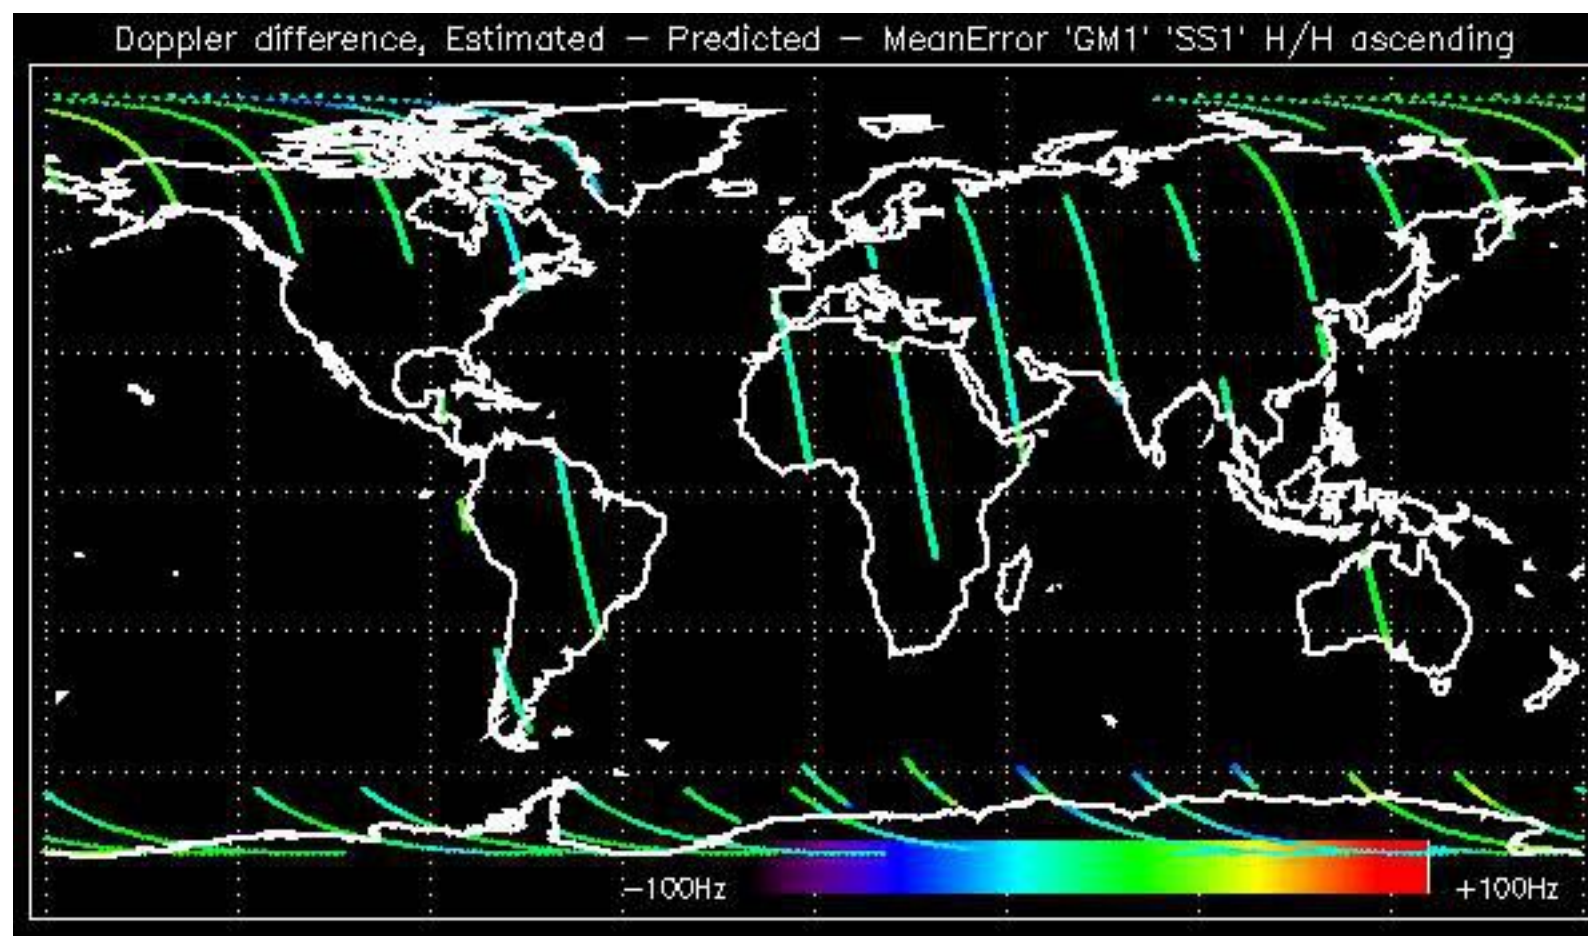 Doppler difference, Estimated – Predicted – MeanError 'GM1' 'SS1' H/H ascending
–100Hz
+100Hz